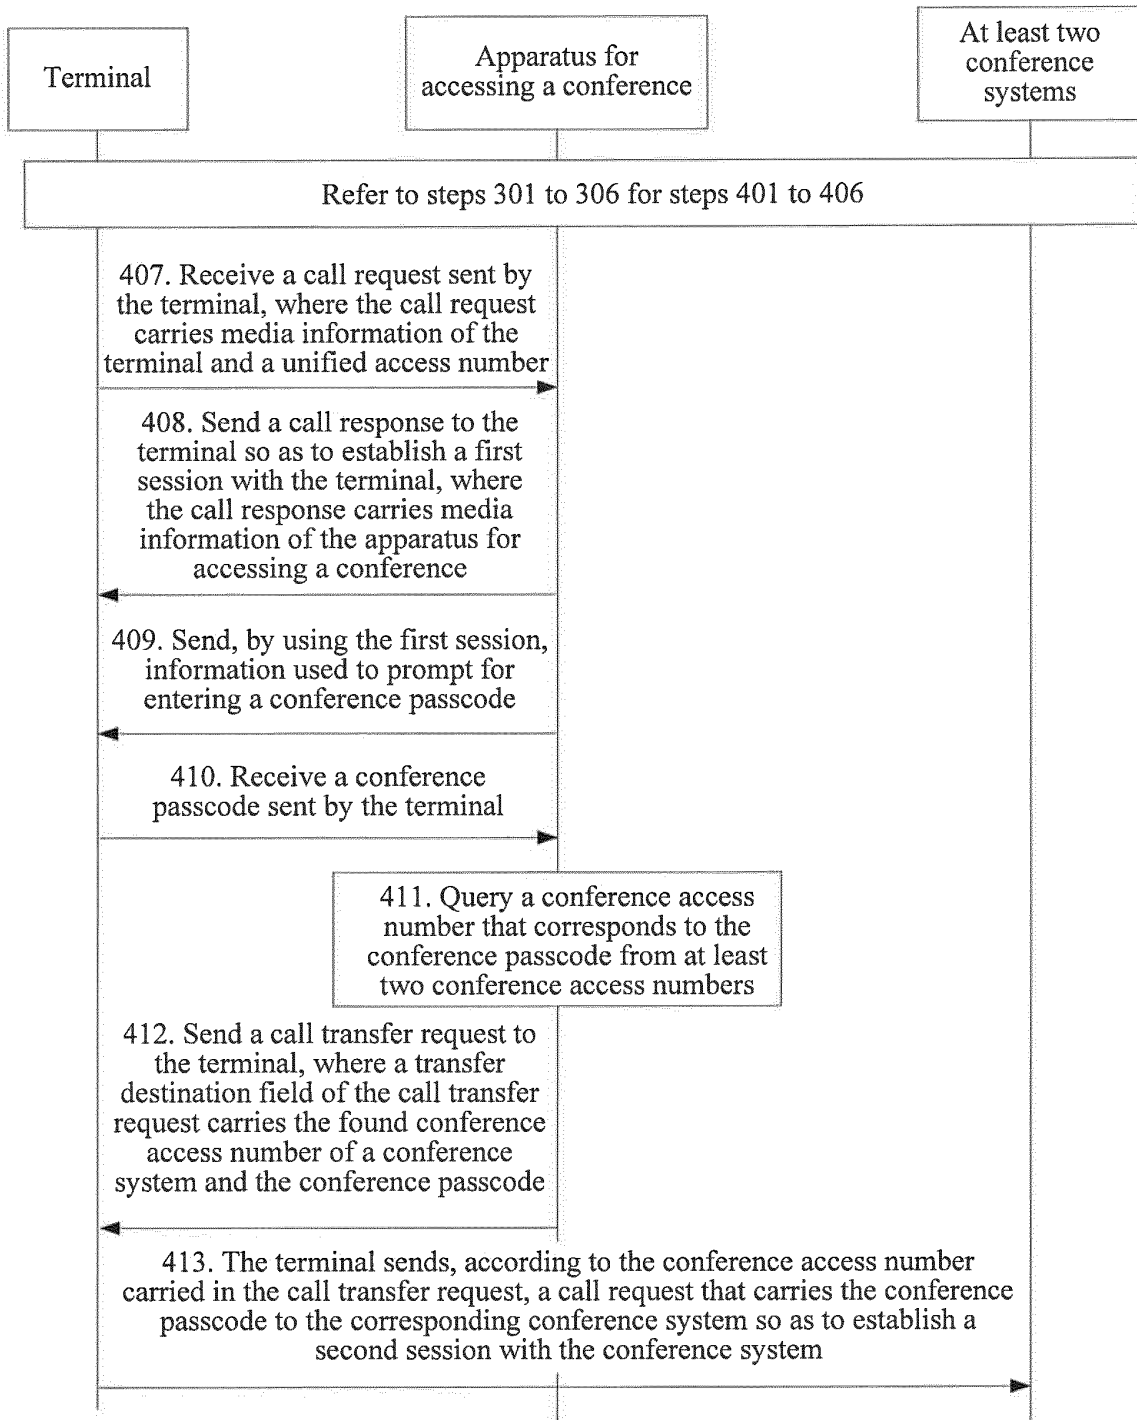 Terminal
Apparatus for
accessing a conference
At least two
conference
systems
Refer to steps 301 to 306 for steps 401 to 406
407. Receive a call request sent by
the terminal, where the call request
carries media information of the
terminal and a unified access number
408. Send a call response to the
terminal so as to establish a first
session with the terminal, where
the call response carries media
information of the apparatus for
accessing a conference
409. Send, by using the first session,
information used to prompt for
entering a conference passcode
410. Receive a conference
passcode sent by the terminal
411. Query a conference access
number that corresponds to the
conference passcode from at least
two conference access numbers
412. Send a call transfer request to
the terminal, where a transfer
destination field of the call transfer
request carries the found conference
access number of a conference
system and the conference passcode
413. The terminal sends, according to the conference access number
carried in the call transfer request, a call request that carries the conference
passcode to the corresponding conference system so as to establish a
second session with the conference system